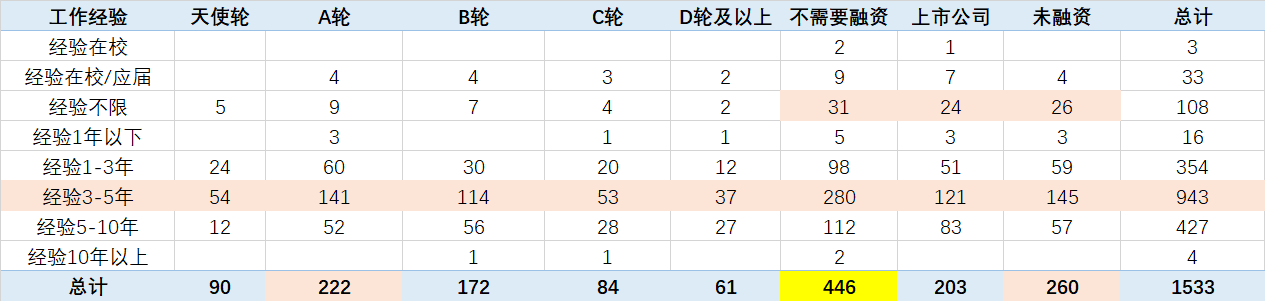 工作经验 天使轮 A轮 B轮 C轮 D轮及以上 不需要融资 上市公司 未融资 总计
经验在校 2 1 3
经验在校/应届 4 4 3 2 9 7 4 33
经验不限 5 9 7 4 2 31 24 26 108
经验1年以下 3 1 1 5 3 3 16
经验1-3年 24 60 30 20 12 98 51 59 354
经验3-5年 54 141 114 53 37 280 121 145 943
经验5-10年 12 52 56 28 27 112 83 57 427
经验10年以上 1 1 2 4
总计 90 222 172 84 61 446 203 260 1533